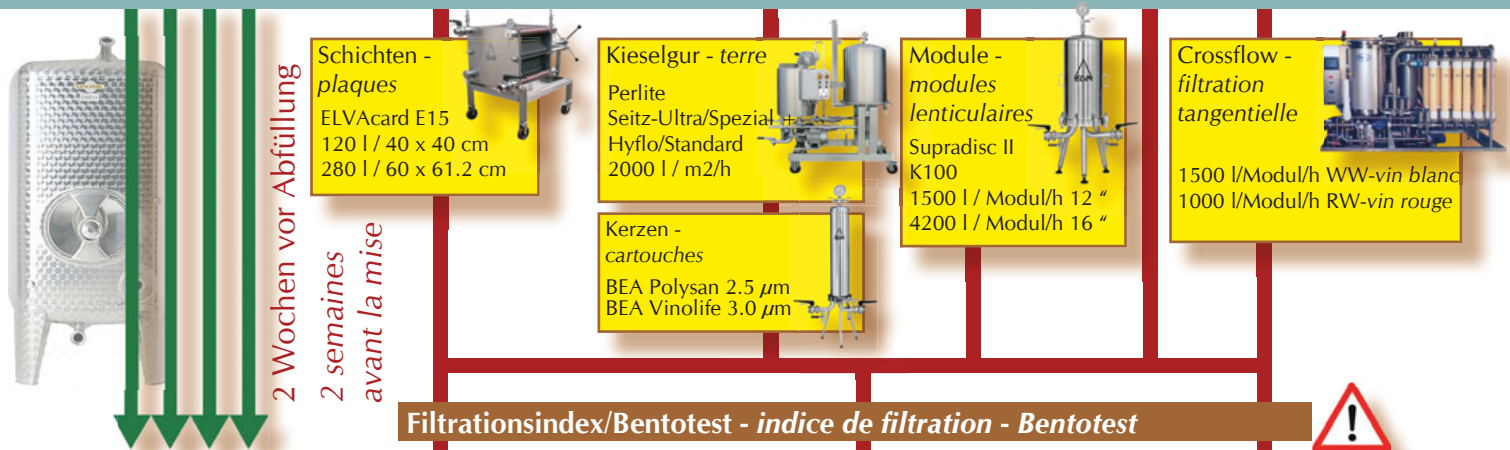 2 Wochen vor Abfüllung
2 semaines
avant la mise
Schichten -
plaques
ELVAcard E15
120 l / 40 x 40 cm
280 l / 60 x 61.2 cm
Kieselgur - terre
Perlite
Seitz-Ultra/Spezial +
Hyflo/Standard
2000 l / m2/h
Kerzen -
cartouches
BEA Polysan 2.5 µm
BEA Vinolife 3.0 µm
Module -
modules
lenticulaires
Supradisc II
K100
1500 l / Modul/h 12 “
4200 l / Modul/h 16 “
Crossflow -
filtration
tangentielle
1500 l/Modul/h WW-vin blanc
1000 l/Modul/h RW-vin rouge
Filtrationsindex/Bentotest - indice de filtration - Bentotest
!